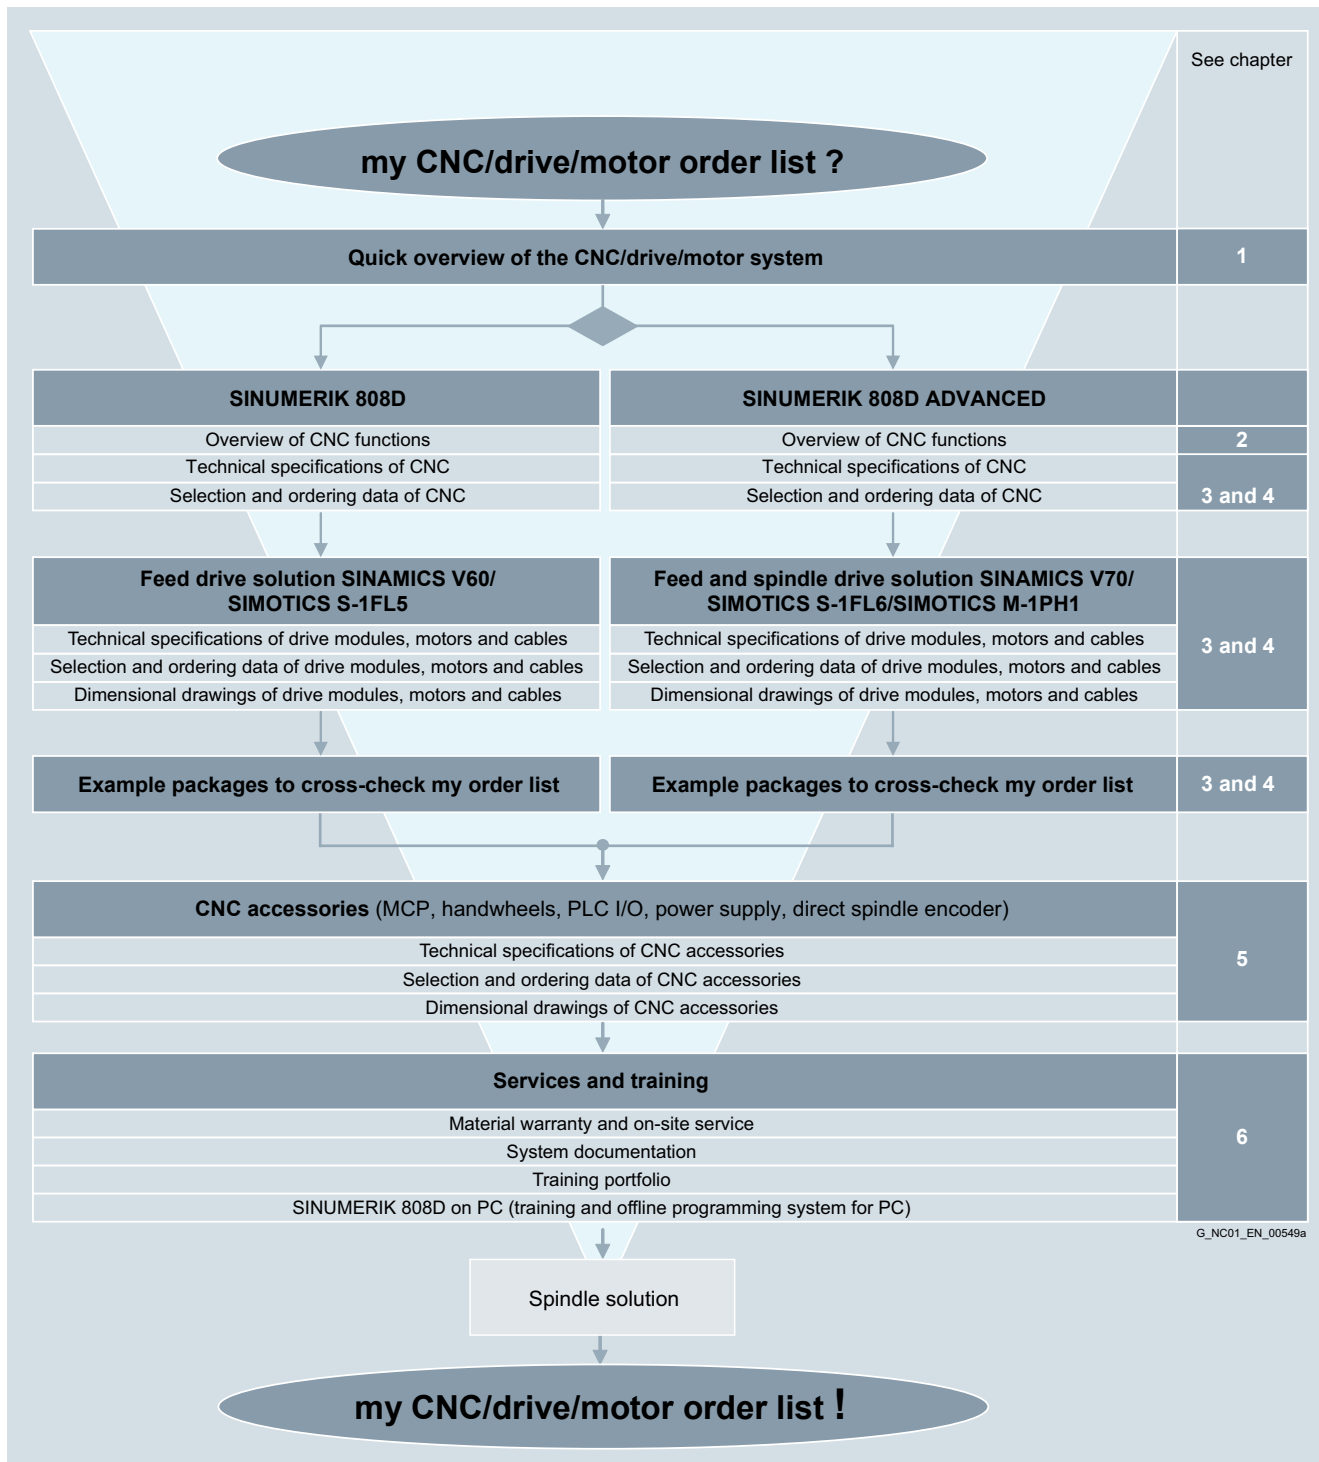 See chapter
my CNC/drive/motor order list ?
Quick overview of the CNC/drive/motor system
1
SINUMERIK 808D
SINUMERIK 808D ADVANCED
Overview of CNC functions
Overview of CNC functions
2
Technical specifications of CNC
Technical specifications of CNC
Selection and ordering data of CNC
Selection and ordering data of CNC
3 and 4
Feed drive solution SINAMICS V60/
SIMOTICS S-1FL5
Feed and spindle drive solution SINAMICS V70/
SIMOTICS S-1FL6/SIMOTICS M-1PH1
Technical specifications of drive modules, motors and cables
Technical specifications of drive modules, motors and cables
Selection and ordering data of drive modules, motors and cables
Selection and ordering data of drive modules, motors and cables
3 and 4
Dimensional drawings of drive modules, motors and cables
Dimensional drawings of drive modules, motors and cables
Example packages to cross-check my order list
Example packages to cross-check my order list
3 and 4
CNC accessories (MCP, handwheels, PLC I/O, power supply, direct spindle encoder)
Technical specifications of CNC accessories
5
Selection and ordering data of CNC accessories
Dimensional drawings of CNC accessories
Services and training
Material warranty and on-site service
6
System documentation
Training portfolio
SINUMERIK 808D on PC (training and offline programming system for PC)
G_NC01_EN_00549a
Spindle solution
my CNC/drive/motor order list !